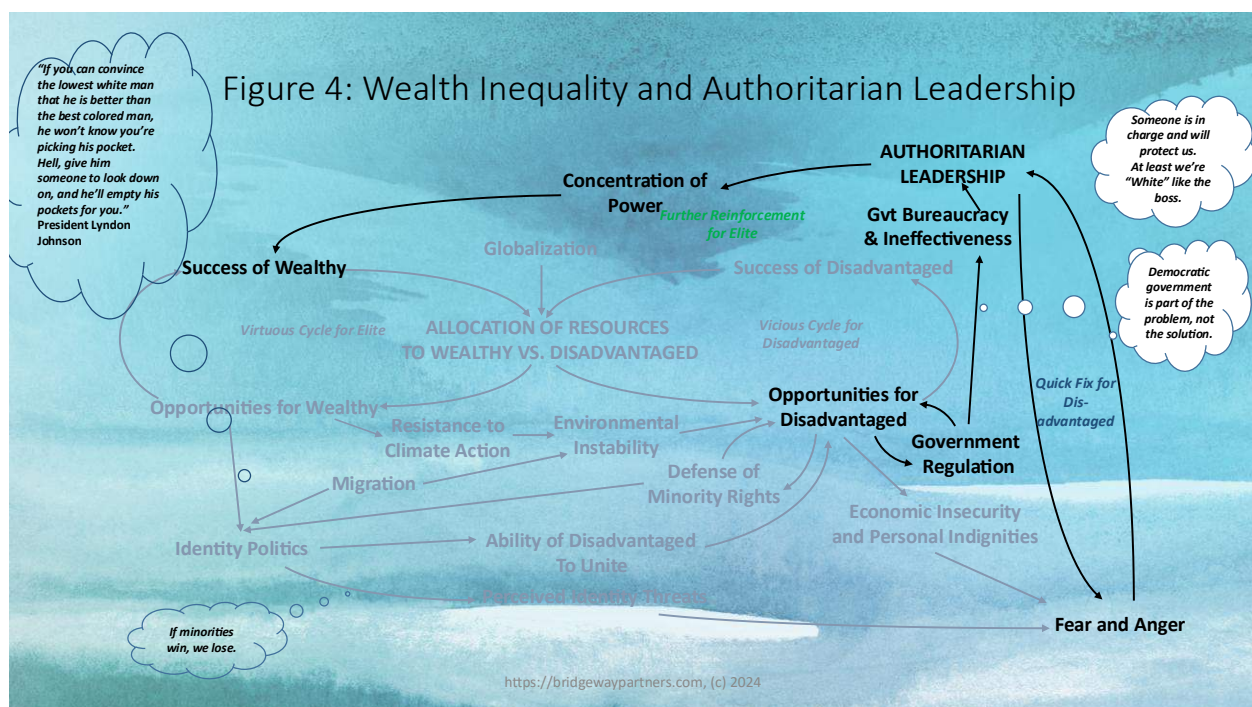 Figure 4: Wealth Inequality and Authoritarian Leadership
“If you can convince
the lowest white man
that he is better than
the best colored man,
he won’t know you’re
picking his pocket.
Hell, give him
someone to look down
on, and he’ll empty his
pockets for you.”
President Lyndon
Johnson
Someone is in
charge and will
protect us.
At least we’re
“White” like the
boss.
AUTHORITARIAN
LEADERSHIP
Concentration of
Power
Further Reinforcement
for Elite
Gvt Bureaucracy
& Ineffectiveness
Globalization
Success of Wealthy
Success of Disadvantaged
Democratic
government
is part of the
problem, not
the solution.
Virtuous Cycle for Elite
ALLOCATION OF RESOURCES
TO WEALTHY VS. DISADVANTAGED
Vicious Cycle for
Disadvantaged
Opportunities for Wealthy
Opportunities for
Disadvantaged
Quick Fix for
Dis-
advantaged
Resistance to
Climate Action
Environmental
Instability
Government
Regulation
Migration
Defense of
Minority Rights
Economic Insecurity
and Personal Indignities
Identity Politics
Ability of Disadvantaged
To Unite
Perceived Identity Threats
Fear and Anger
If minorities
win, we lose.
https://bridgewaypartners.com, (c) 2024